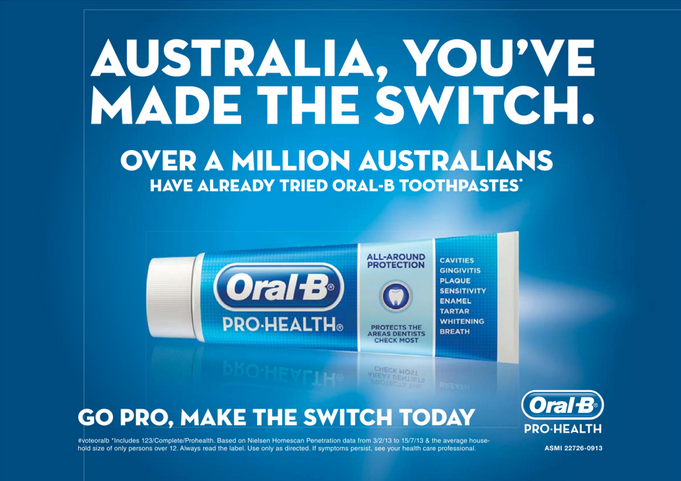 AUSTRALIA, YOU'VE
MADE THE SWITCH.
OVER A MILLION AUSTRALIANS
HAVE ALREADY TRIED ORAL-B TOOTHPASTES*
Oral-B®
PRO-HEALTH®
ALL-AROUND
PROTECTION
PROTECTS THE
AREAS DENTISTS
CHECK MOST
CAVITIES
GINGIVITIS
PLAQUE
SENSITIVITY
ENAMEL
TARTAR
WHITENING
BREATH
GO PRO, MAKE THE SWITCH TODAY
#voteoralb *Includes 123/Complete/Prohealth. Based on Nielsen Homescan Penetration data from 3/2/13 to 15/7/13 & the average house-
hold size of only persons over 12. Always read the label. Use only as directed. If symptoms persist, see your health care professional.
Oral-B®
PRO-HEALTH
ASMI 22726-0913